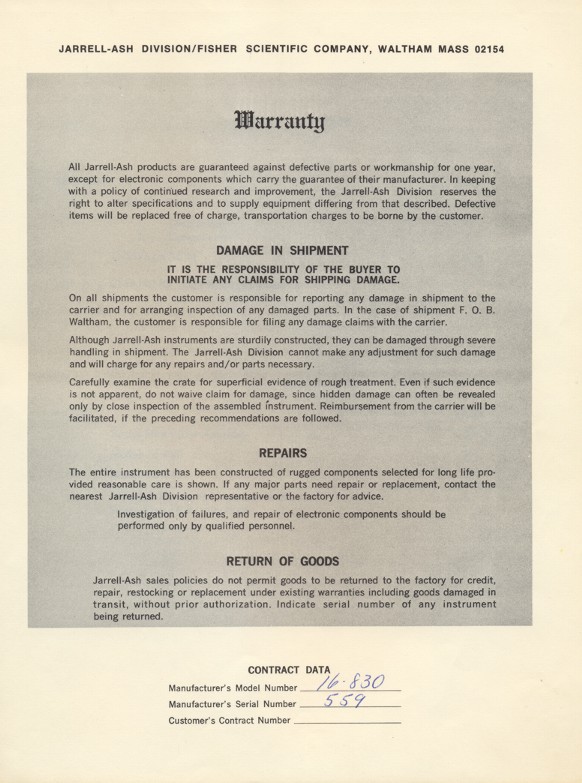 JARRELL-ASH DIVISION/FISHER SCIENTIFIC COMPANY, WALTHAM MASS 02154
Warranty
All Jarrell-Ash products are guaranteed against defective parts or workmanship for one year,
except for electronic components which carry the guarantee of their manufacturer. In keeping
with a policy of continued research and improvement, the Jarrell-Ash Division reserves the
right to alter specifications and to supply equipment differing from that described. Defective
items will be replaced free of charge, transportation charges to be borne by the customer.
DAMAGE IN SHIPMENT
IT IS THE RESPONSIBILITY OF THE BUYER TO
INITIATE ANY CLAIMS FOR SHIPPING DAMAGE.
On all shipments the customer is responsible for reporting any damage in shipment to the
carrier and for arranging inspection of any damaged parts. In the case of shipment F. O. B.
Waltham, the customer is responsible for filing any damage claims with the carrier.
Although Jarrell-Ash instruments are sturdily constructed, they can be damaged through severe
handling in shipment. The Jarrell-Ash Division cannot make any adjustment for such damage
and will charge for any repairs and/or parts necessary.
Carefully examine the crate for superficial evidence of rough treatment. Even if such evidence
is not apparent, do not waive claim for damage, since hidden damage can often be revealed
only by close inspection of the assembled instrument. Reimbursement from the carrier will be
facilitated, if the preceding recommendations are followed.
REPAIRS
The entire instrument has been constructed of rugged components selected for long life pro-
vided reasonable care is shown. If any major parts need repair or replacement, contact the
nearest Jarrell-Ash Division representative or the factory for advice.
Investigation of failures, and repair of electronic components should be
performed only by qualified personnel.
RETURN OF GOODS
Jarrell-Ash sales policies do not permit goods to be returned to the factory for credit,
repair, restocking or replacement under existing warranties including goods damaged in
transit, without prior authorization. Indicate serial number of any instrument
being returned.
CONTRACT DATA
Manufacturer's Model Number 16-830
Manufacturer's Serial Number 559
Customer's Contract Number